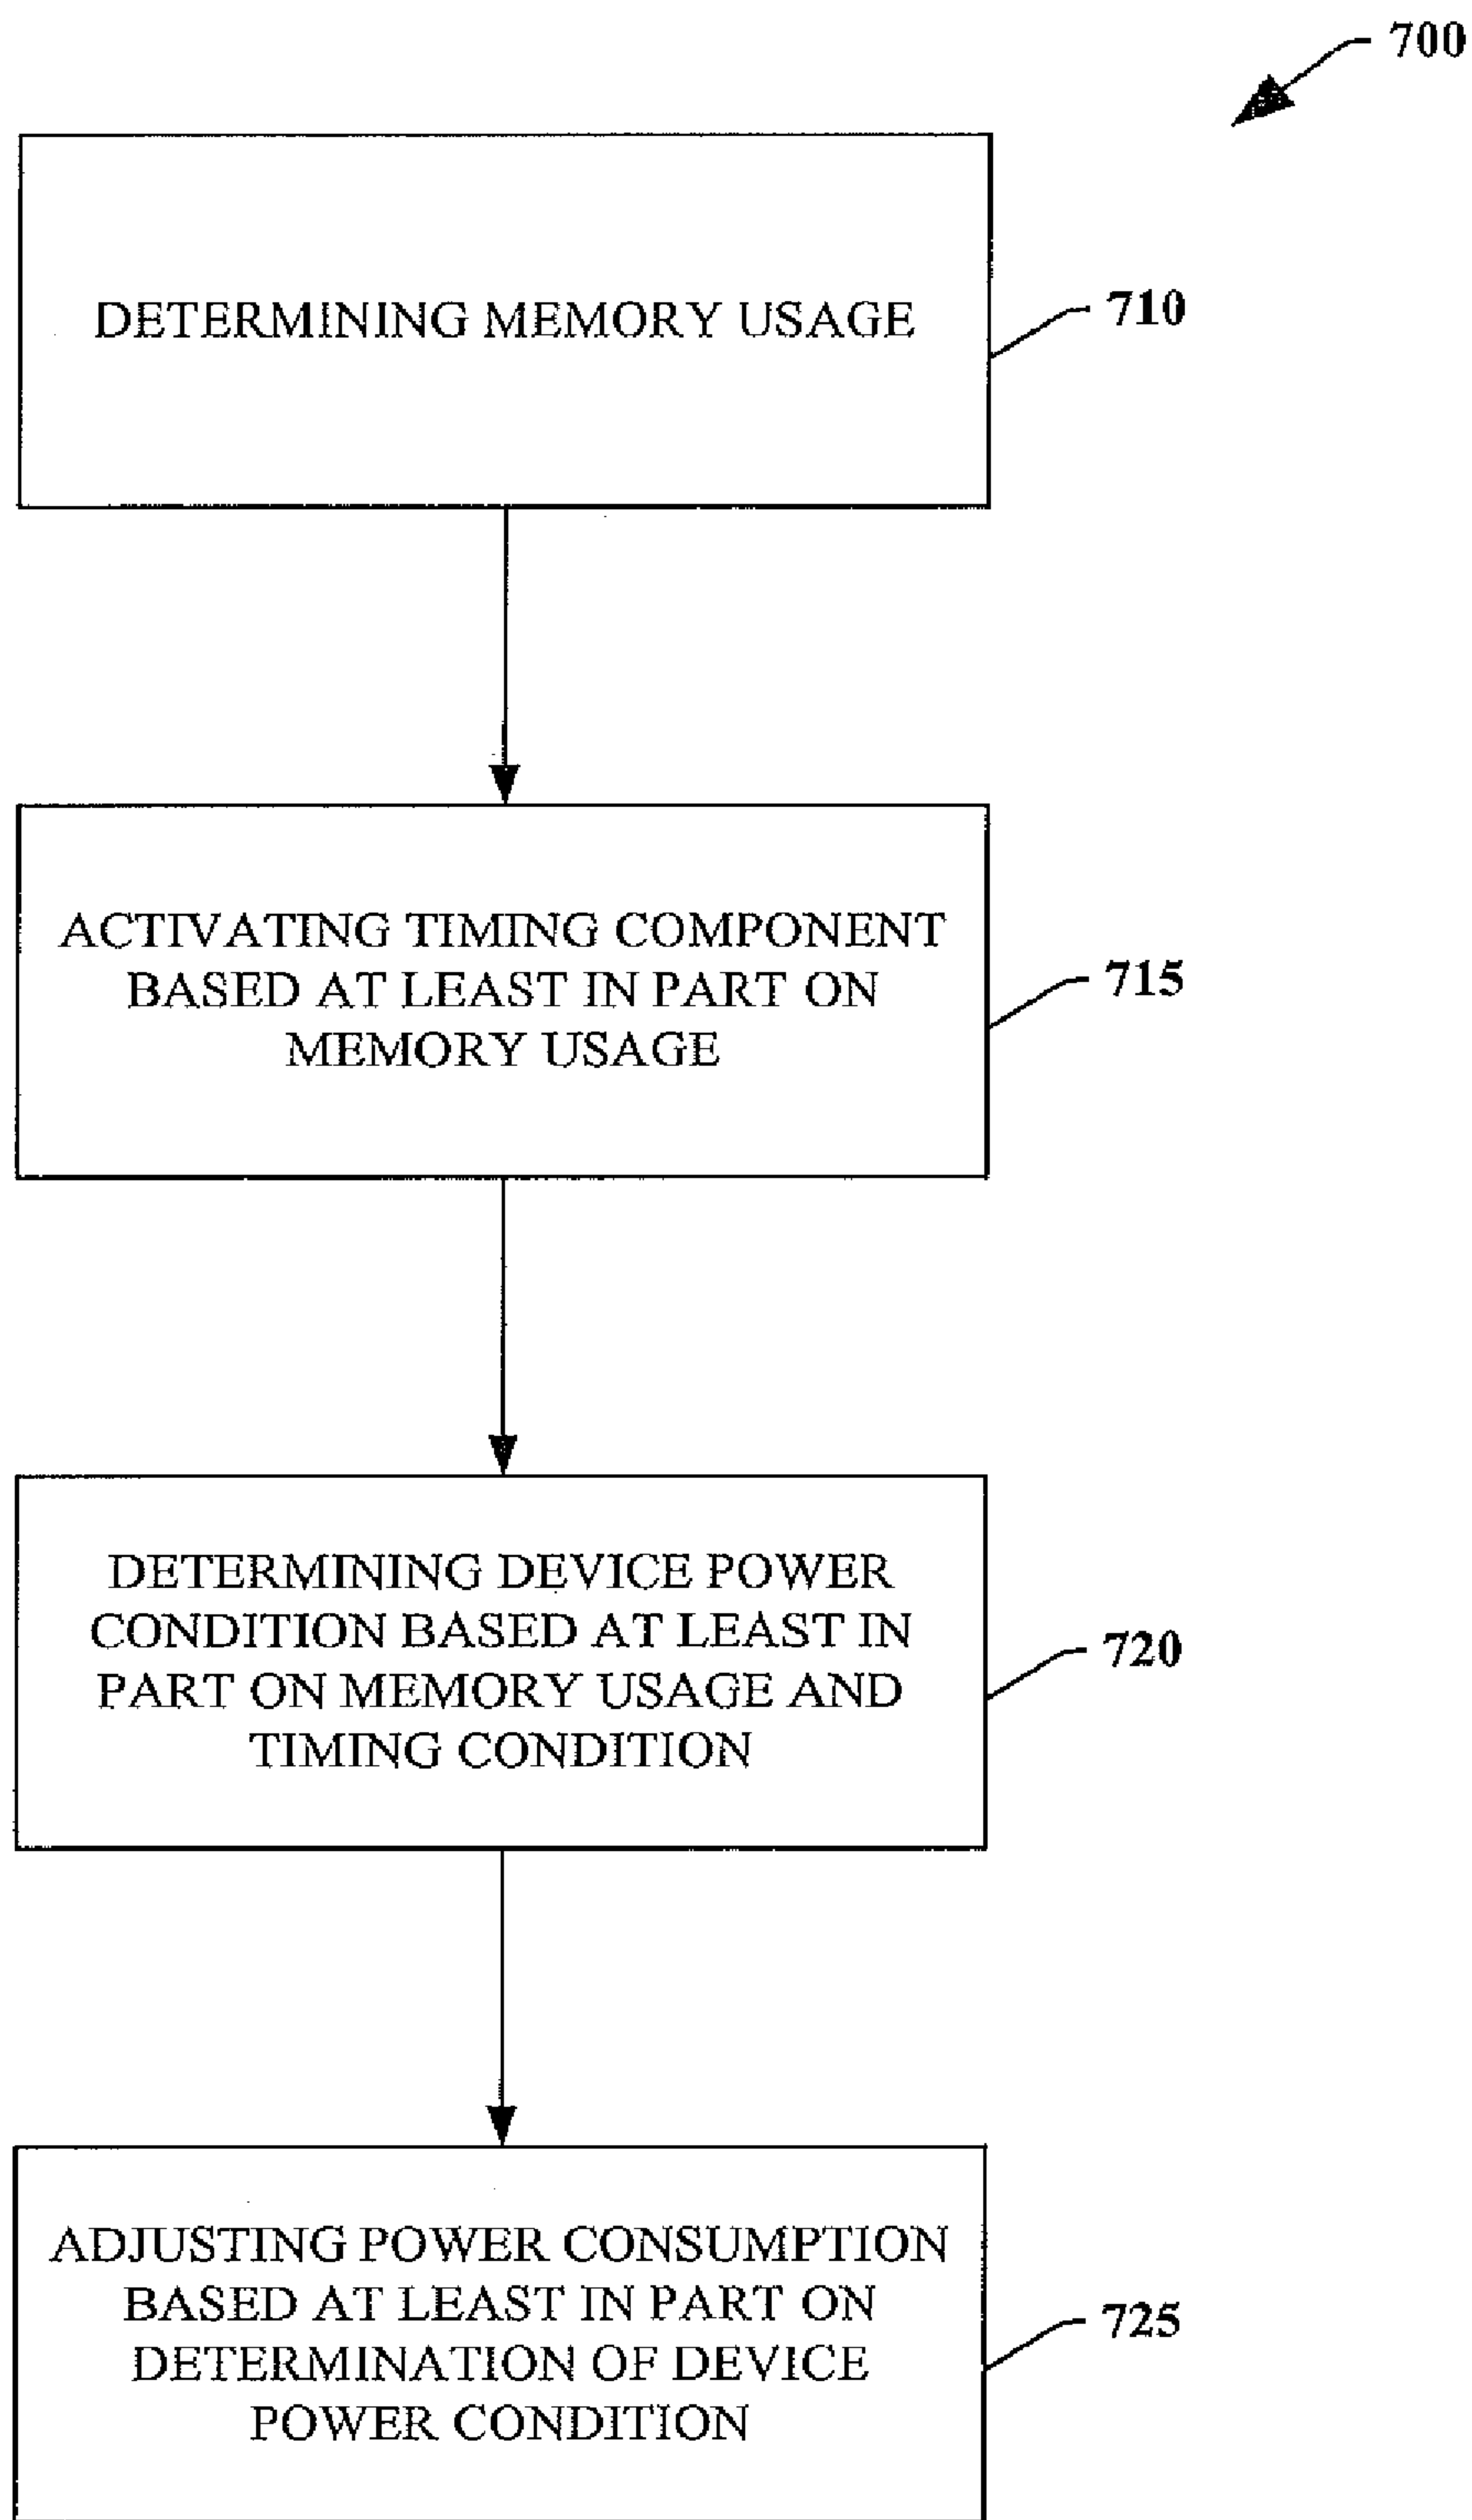 700
DETERMINING MEMORY USAGE
710
ACTIVATING TIMING COMPONENT
BASED AT LEAST IN PART ON
MEMORY USAGE
715
DETERMINING DEVICE POWER
CONDITION BASED AT LEAST IN
PART ON MEMORY USAGE AND
TIMING CONDITION
720
ADJUSTING POWER CONSUMPTION
BASED AT LEAST IN PART ON
DETERMINATION OF DEVICE
POWER CONDITION
725